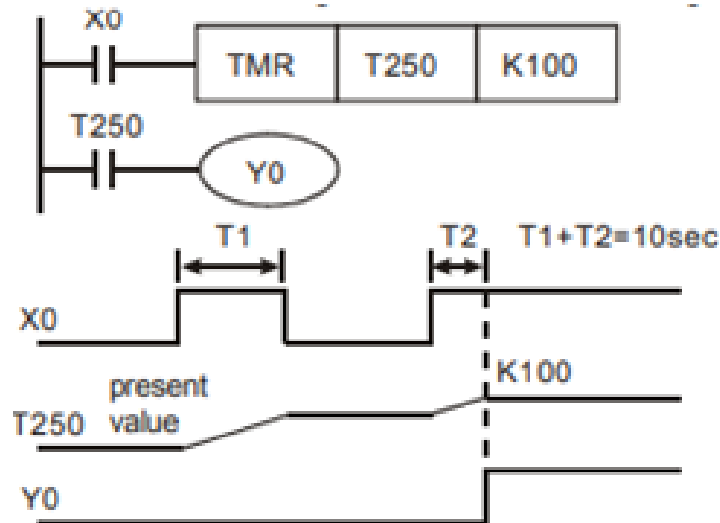 X0
TMR T250 K100
T250
Y0
T1 T2 T1+T2=10sec
X0
K100
present
T250 value
Y0